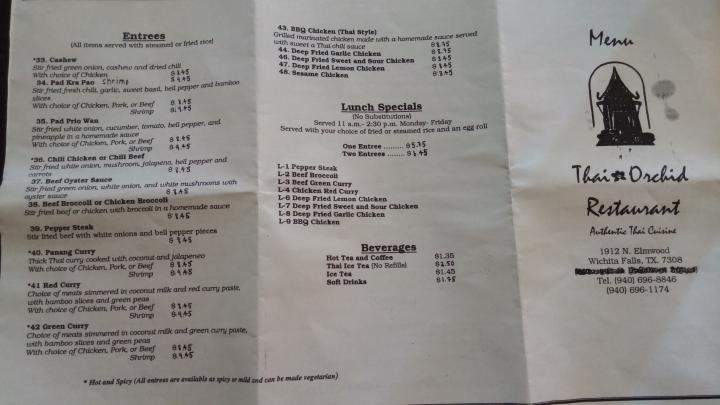 Entrees
(All items served with steamed or fried rice)
*33. Cashew
Stir fried green onion, cashews and dried chili
With choice of Chicken
34. Pad Kra Pao Shrimp
Stir fried fresh chili, garlic, sweet basil, bell pepper and bamboo
slices
With choice of Chicken, Pork, or Beef
Shrimp
35. Pad Prio Wan
Stir fried white onion, cucumber, tomato, bell pepper, and
pineapple in a homemade sauce
With choice of Chicken, Pork, or Beef
Shrimp
*36. Chili Chicken or Chili Beef
Stir fried white onion, mushroom, jalapeno, bell pepper and
carrots
37. Beef Oyster Sauce
Stir fried green onion, white onion, and white mushrooms with
oyster sauce
38. Beef Broccoli or Chicken Broccoli
Stir fried beef or chicken with broccoli in a homemade sauce
39. Pepper Steak
Stir fried beef with white onions and bell pepper pieces
*40. Panang Curry
Thick Thai curry cooked with coconut and jalapeneo
With choice of Chicken, Pork, or Beef
Shrimp
*41 Red Curry
Choice of meats simmered in coconut milk and red curry paste,
with bamboo slices and green peas
With choice of Chicken, Pork, or Beef
Shrimp
*42 Green Curry
Choice of meats simmered in coconut milk and green curry paste,
with bamboo slices and green peas
With choice of Chicken, Pork, or Beef
Shrimp
* Hot and Spicy (All entrees are available as spicy or mild and can be made vegetarian)
43. BBQ Chicken (Thai Style)
Grilled marinated chicken made with a homemade sauce served
with sweet a Thai chili sauce
44. Deep Fried Garlic Chicken
46. Deep Fried Sweet and Sour Chicken
47. Deep Fried Lemon Chicken
48. Sesame Chicken
Lunch Specials
(No Substitutions)
Served 11 a.m.- 2:30 p.m. Monday- Friday
Served with your choice of fried or steamed rice and an egg roll
One Entree ........
Two Entrees ........
L-1 Pepper Steak
L-2 Beef Broccoli
L-3 Beef Green Curry
L-4 Chicken Red Curry
L-6 Deep Fried Lemon Chicken
L-7 Deep Fried Sweet and Sour Chicken
L-8 Deep Fried Garlic Chicken
L-9 BBQ Chicken
Beverages
Hot Tea and Coffee $1.35
Thai Ice Tea (No Refills) $2.50
Ice Tea $1.45
Soft Drinks $1.75
Menu
Thai Orchid
Restaurant
Authentic Thai Cuisine
1912 N. Elmwood
Wichita Falls, TX. 7308
Tel. (940) 696-8846
(940) 696-1174